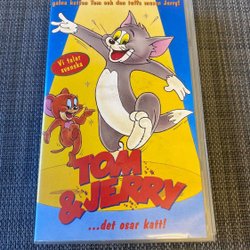 galna katten Tom och den tuffa musen Jerry!
Vi talar
svenska
TOM
& JERRY
...det osar katt!